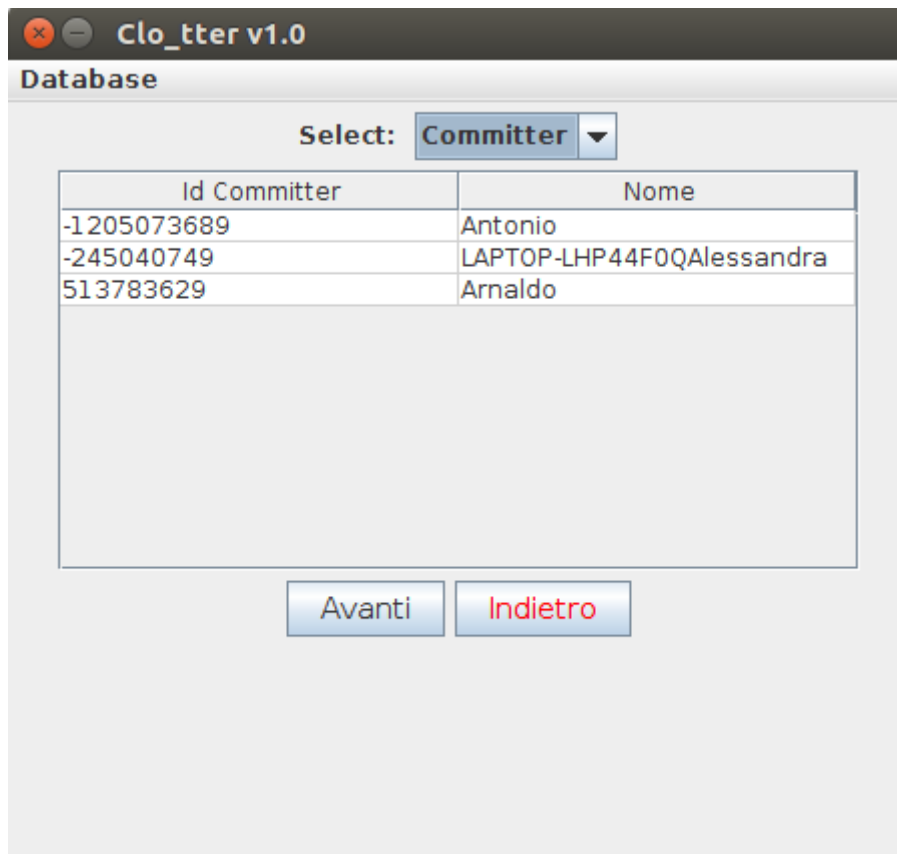 Clo_tter v1.0
Database
Select: Committer
Id Committer Nome
-1205073689 Antonio
-245040749 LAPTOP-LHP44F0QAlessandra
513783629 Arnaldo
Avanti Indietro